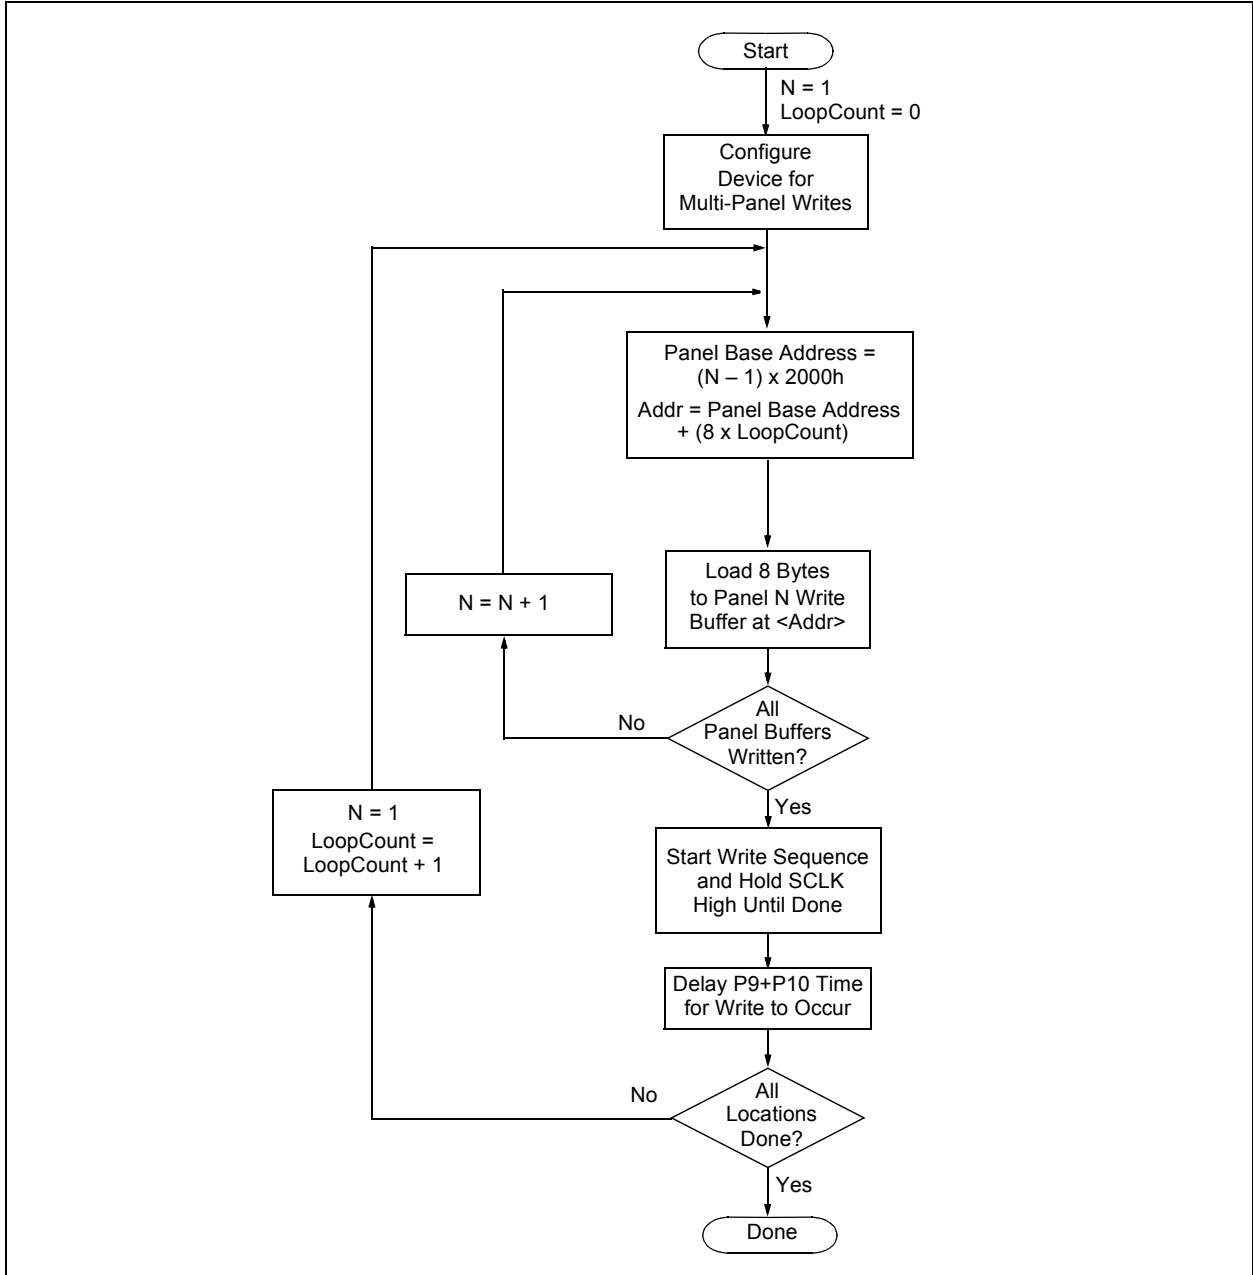 Start
N = 1
LoopCount = 0
Configure
Device for
Multi-Panel Writes
Panel Base Address =
(N – 1) x 2000h
Addr = Panel Base Address
+ (8 x LoopCount)
Load 8 Bytes
to Panel N Write
Buffer at <Addr>
N = N + 1
All
Panel Buffers
Written?
No
Yes
N = 1
LoopCount =
LoopCount + 1
Start Write Sequence
and Hold SCLK
High Until Done
Delay P9+P10 Time
for Write to Occur
All
Locations
Done?
No
Yes
Done